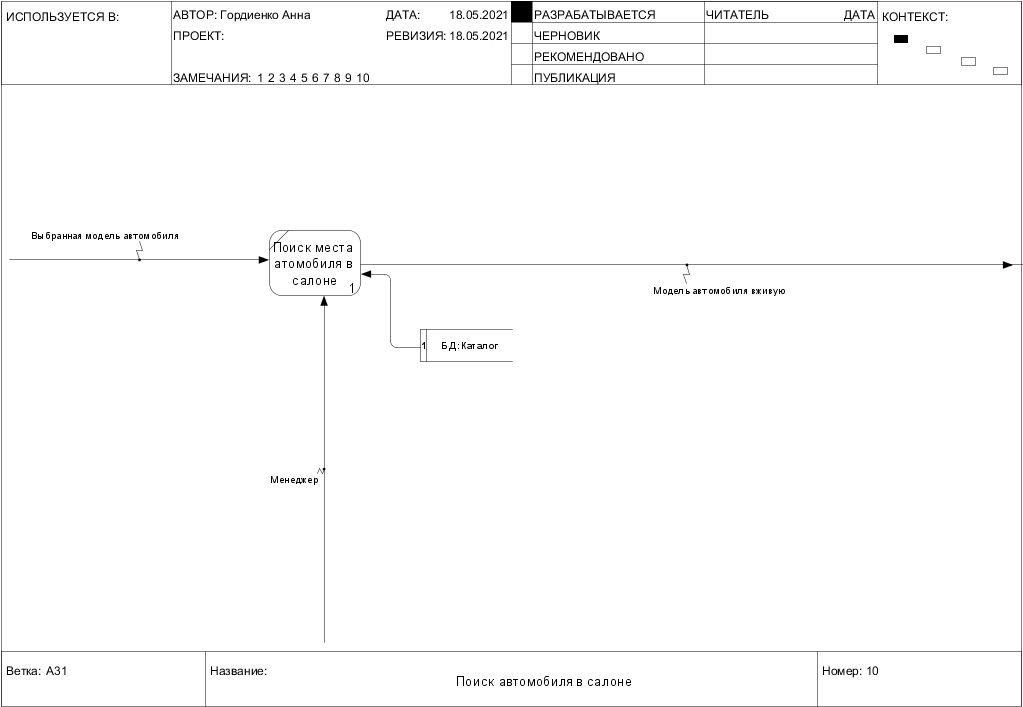 ИСПОЛЬЗУЕТСЯ В:
АВТОР: Гордиенко Анна
ДАТА: 18.05.2021
РАЗРАБАТЫВАЕТСЯ
ЧИТАТЕЛЬ
ДАТА
КОНТЕКСТ:
ПРОЕКТ:
РЕВИЗИЯ: 18.05.2021
ЧЕРНОВИК
РЕКОМЕНДОВАНО
ЗАМЕЧАНИЯ: 1 2 3 4 5 6 7 8 9 10
ПУБЛИКАЦИЯ
Выбранная модель автомобиля
Поиск места
атомобиля в
салоне
1
Модель автомобиля вживую
1
БД:Каталог
Менеджер
Ветка: A31
Название:
Поиск автомобиля в салоне
Номер: 10